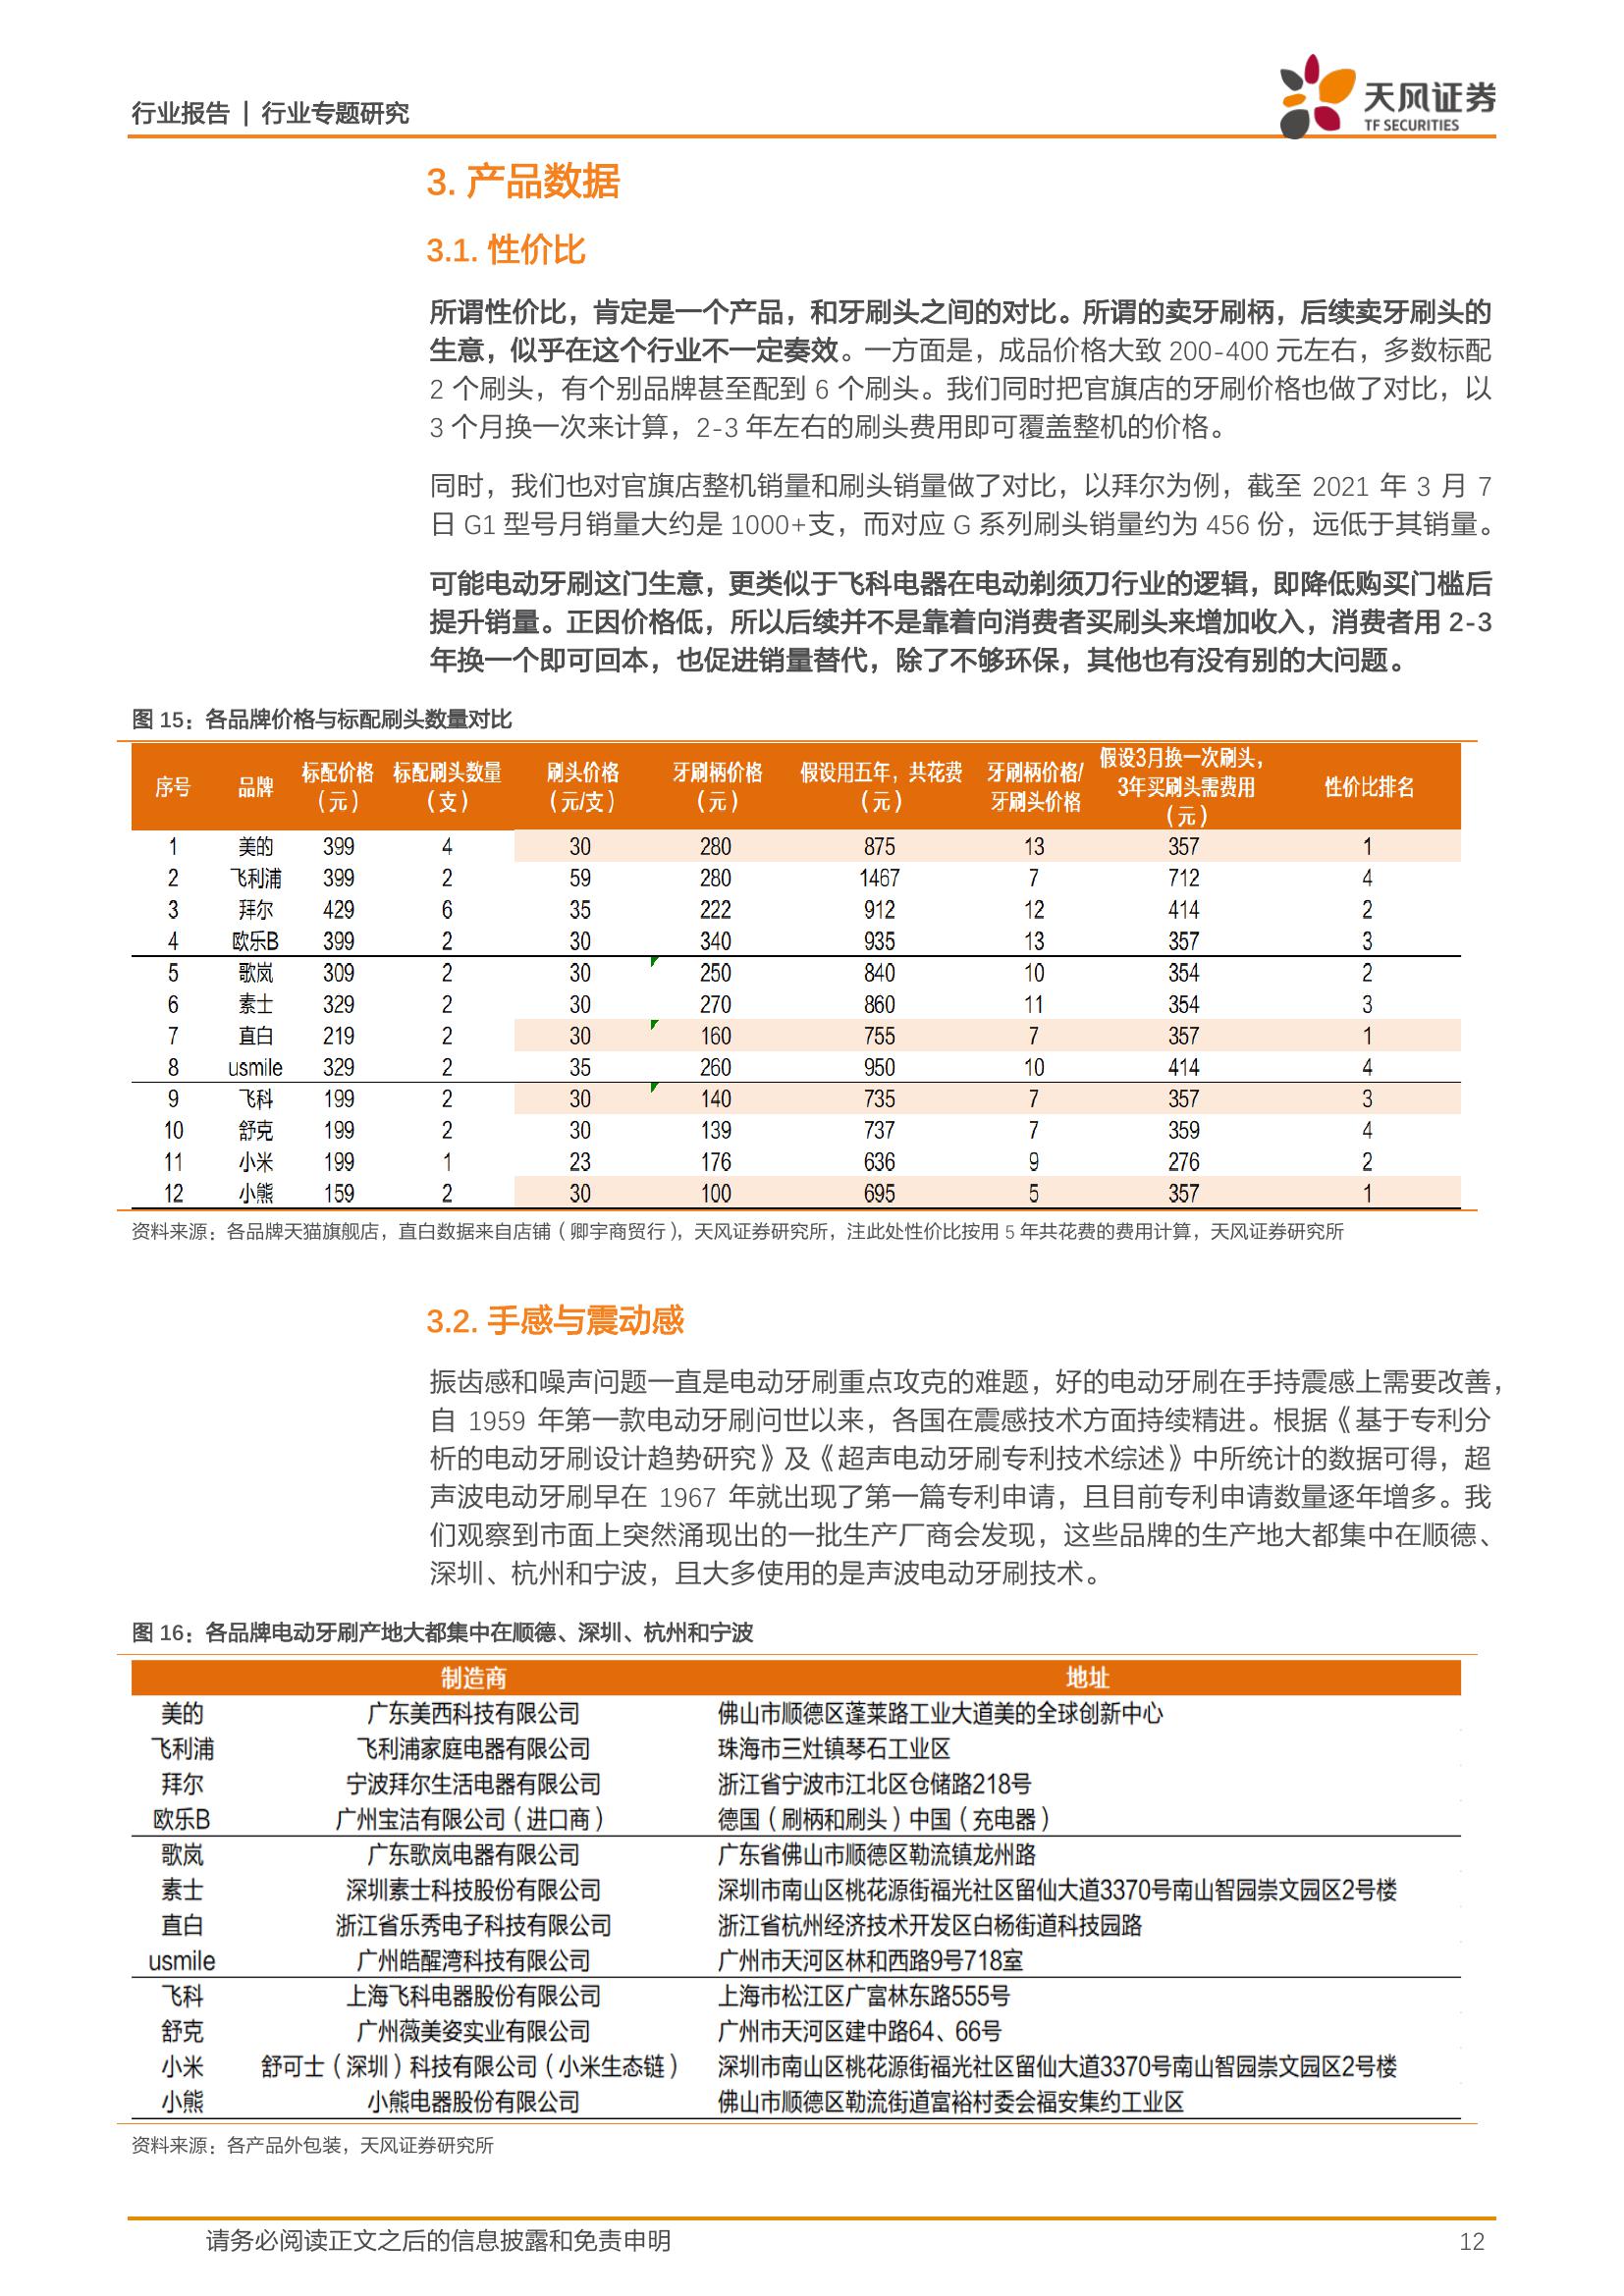 行业报告 | 行业专题研究
天风证券
TF SECURITIES
3. 产品数据
3.1. 性价比
所谓性价比，肯定是一个产品，和牙刷头之间的对比。所谓的卖牙刷柄，后续卖牙刷头的
生意，似乎在这个行业不一定奏效。一方面是，成品价格大致 200-400 元左右，多数标配
2 个刷头，有个别品牌甚至配到 6 个刷头。我们同时把官旗店的牙刷价格也做了对比，以
3 个月换一次来计算，2-3 年左右的刷头费用即可覆盖整机的价格。
同时，我们也对官旗店整机销量和刷头销量做了对比，以拜尔为例，截至 2021 年 3 月 7
日 G1 型号月销量大约是 1000+支，而对应 G 系列刷头销量约为 456 份，远低于其销量。
可能电动牙刷这门生意，更类似于飞科电器在电动剃须刀行业的逻辑，即降低购买门槛后
提升销量。正因价格低，所以后续并不是靠着向消费者买刷头来增加收入，消费者用 2-3
年换一个即可回本，也促进销量替代，除了不够环保，其他也有没有别的大问题。
图 15：各品牌价格与标配刷头数量对比
序号 品牌 标配价格（元） 标配刷头数量（支） 刷头价格（元/支） 牙刷柄价格（元） 假设用五年，共花费（元） 牙刷柄价格/牙刷头价格 假设3月换一次刷头，3年买刷头需费用（元） 性价比排名
1 美的 399 4 30 280 875 13 357 1
2 飞利浦 399 2 59 280 1467 7 712 4
3 拜尔 429 6 35 222 912 12 414 2
4 欧乐B 399 2 30 340 935 13 357 3
5 歌岚 309 2 30 250 840 10 354 2
6 素士 329 2 30 270 860 11 354 3
7 直白 219 2 30 160 755 7 357 1
8 usmile 329 2 35 260 950 10 414 4
9 飞科 199 2 30 140 735 7 357 3
10 舒克 199 2 30 139 737 7 359 4
11 小米 199 1 23 176 636 9 276 2
12 小熊 159 2 30 100 695 5 357 1
资料来源：各品牌天猫旗舰店，直白数据来自店铺（卿宇商贸行），天风证券研究所，注此处性价比按用 5 年共花费的费用计算，天风证券研究所
3.2. 手感与震动感
振齿感和噪声问题一直是电动牙刷重点攻克的难题，好的电动牙刷在手持震感上需要改善，
自 1959 年第一款电动牙刷问世以来，各国在震感技术方面持续精进。根据《基于专利分
析的电动牙刷设计趋势研究》及《超声电动牙刷专利技术综述》中所统计的数据可得，超
声波电动牙刷早在 1967 年就出现了第一篇专利申请，且目前专利申请数量逐年增多。我
们观察到市面上突然涌现出的一批生产厂商会发现，这些品牌的生产地大都集中在顺德、
深圳、杭州和宁波，且大多使用的是声波电动牙刷技术。
图 16：各品牌电动牙刷产地大都集中在顺德、深圳、杭州和宁波
制造商 地址
美的 广东美西科技有限公司 佛山市顺德区蓬莱路工业大道美的全球创新中心
飞利浦 飞利浦家庭电器有限公司 珠海市三灶镇琴石工业区
拜尔 宁波拜尔生活电器有限公司 浙江省宁波市江北区仓储路218号
欧乐B 广州宝洁有限公司（进口商） 德国（刷柄和刷头）中国（充电器）
歌岚 广东歌岚电器有限公司 广东省佛山市顺德区勒流镇龙州路
素士 深圳素士科技股份有限公司 深圳市南山区桃花源街福光社区留仙大道3370号南山智园崇文园区2号楼
直白 浙江省乐秀电子科技有限公司 浙江省杭州经济技术开发区白杨街道科技园路
usmile 广州皓醒湾科技有限公司 广州市天河区林和西路9号718室
飞科 上海飞科电器股份有限公司 上海市松江区广富林东路555号
舒克 广州薇美姿实业有限公司 广州市天河区建中路64、66号
小米 舒可士（深圳）科技有限公司（小米生态链） 深圳市南山区桃花源街福光社区留仙大道3370号南山智园崇文园区2号楼
小熊 小熊电器股份有限公司 佛山市顺德区勒流街道富裕村委会福安集约工业区
资料来源：各产品外包装，天风证券研究所
请务必阅读正文之后的信息披露和免责申明 12